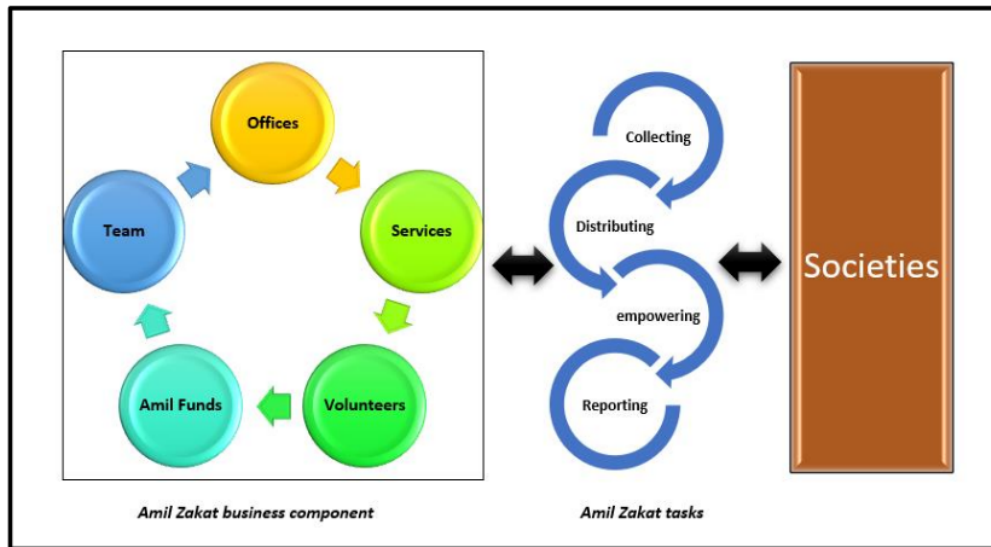 Offices
Team
Services
Amil Funds
Volunteers
Amil Zakat business component
Collecting
Distributing
empowering
Reporting
Amil Zakat tasks
Societies